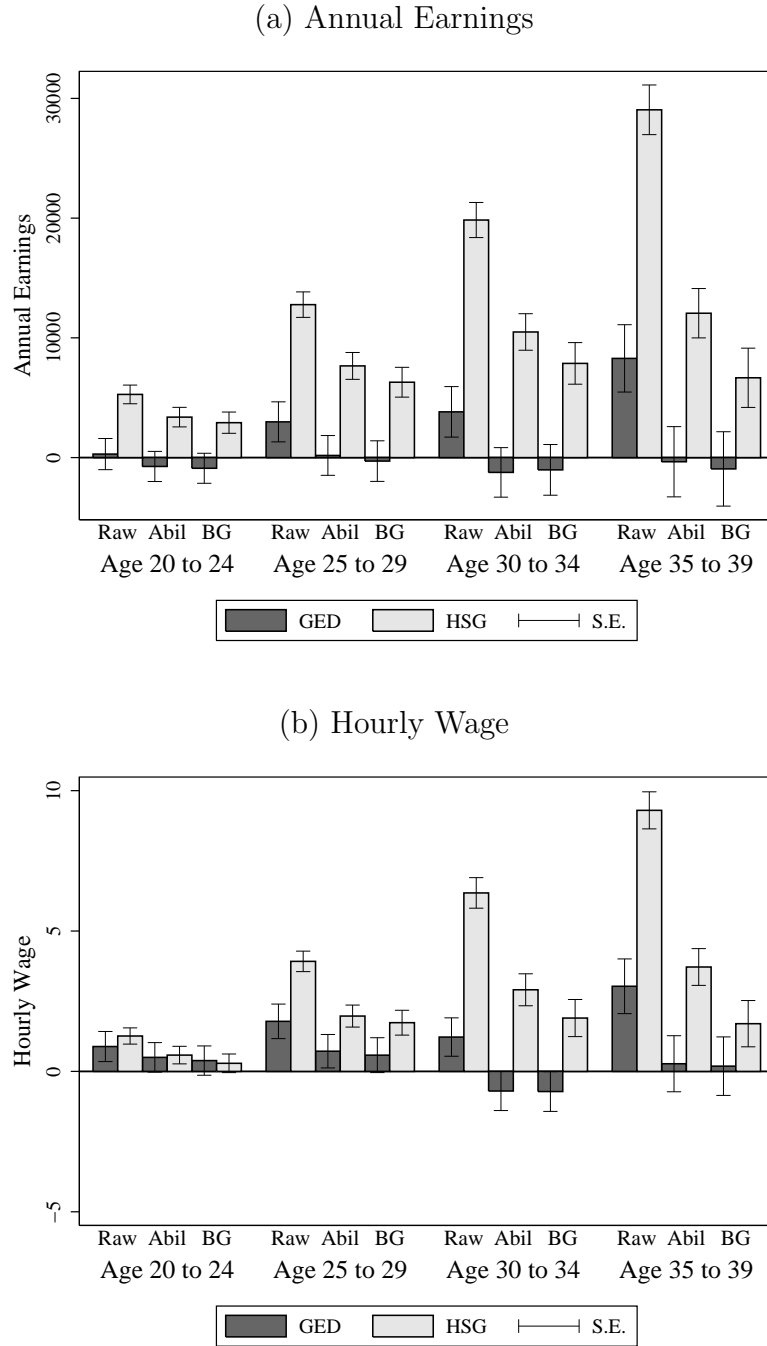 (a) Annual Earnings
30000
20000
10000
0
Annual Earnings
Raw Abil BG Raw Abil BG Raw Abil BG Raw Abil BG
Age 20 to 24 Age 25 to 29 Age 30 to 34 Age 35 to 39
GED HSG S.E.
(b) Hourly Wage
10
5
0
−5
Hourly Wage
Raw Abil BG Raw Abil BG Raw Abil BG Raw Abil BG
Age 20 to 24 Age 25 to 29 Age 30 to 34 Age 35 to 39
GED HSG S.E.